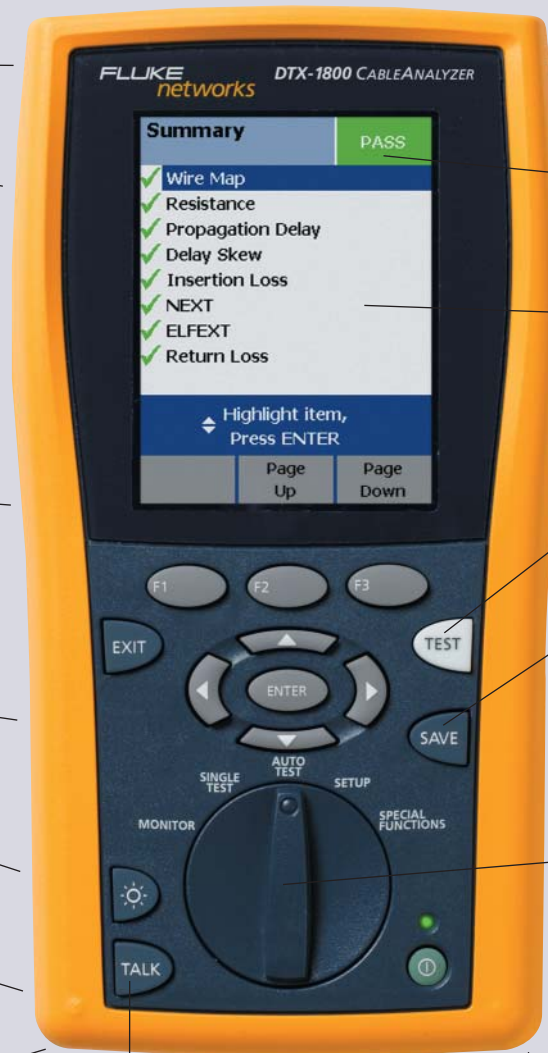 FLUKE
networks
DTX-1800 CABLEANALYZER
Summary
PASS
Wire Map
Resistance
Propagation Delay
Delay Skew
Insertion Loss
NEXT
ELFEXT
Return Loss
Highlight item,
Press ENTER
Page
Up
Page
Down
F1
F2
F3
EXIT
TEST
ENTER
SAVE
AUTO
TEST
SINGLE
TEST
SETUP
MONITOR
SPECIAL
FUNCTIONS
TALK